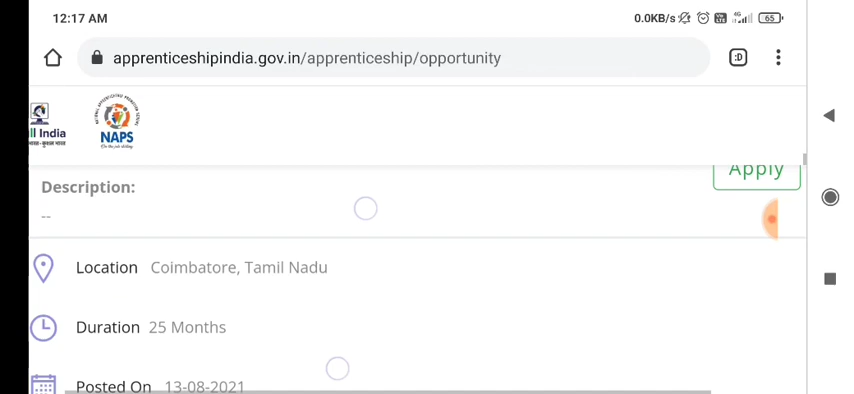 12:17 AM
0.0KB/s
4G
65
apprenticeshipindia.gov.in/apprenticeship/opportunity
:D
ll India
NAPS
Apply
Description:
--
Location Coimbatore, Tamil Nadu
Duration 25 Months
Posted On 13-08-2021